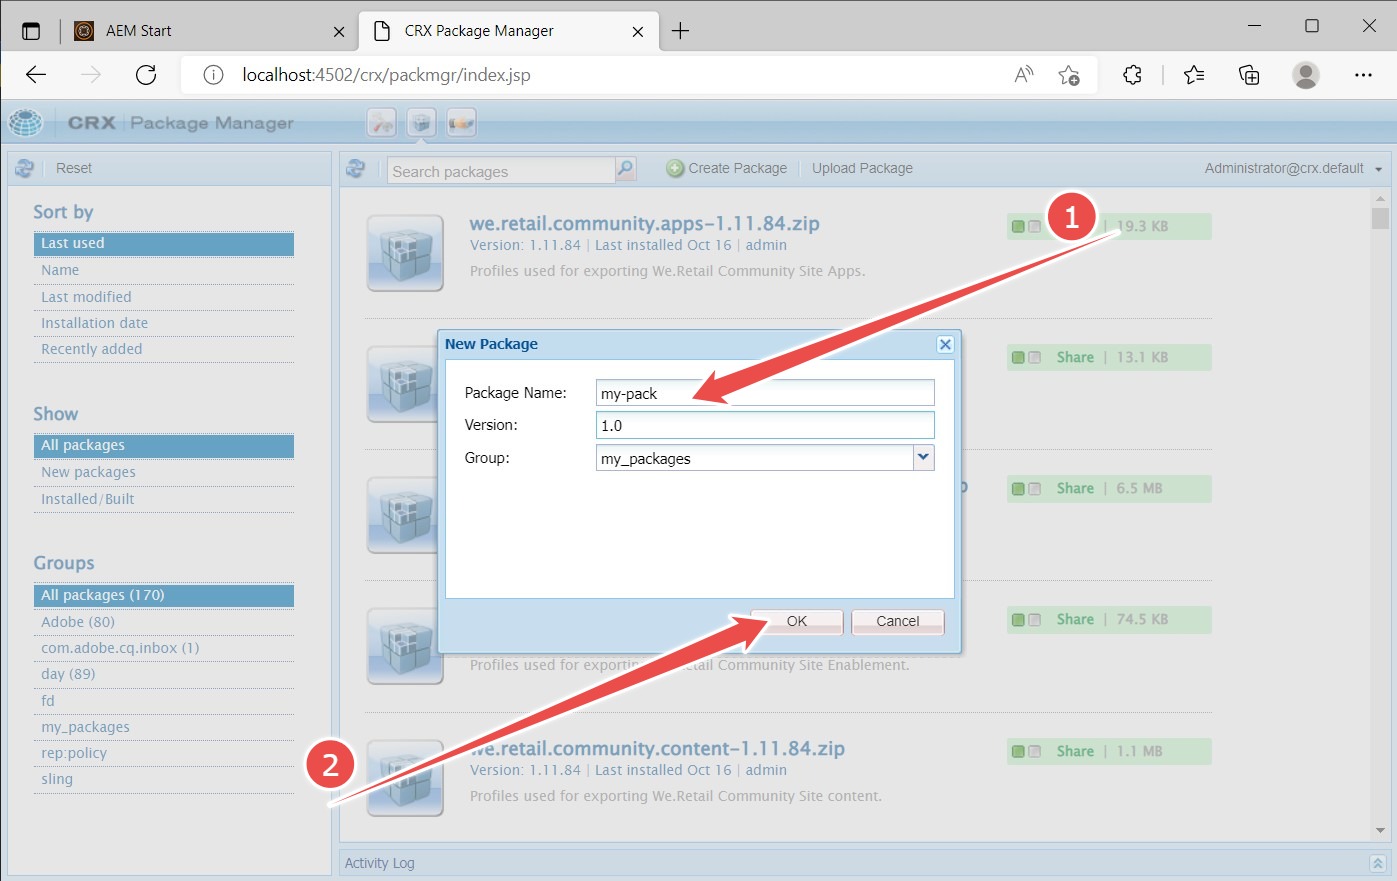 AEM Start
CRX Package Manager
localhost:4502/crx/packmgr/index.jsp
CRX Package Manager
Reset
Search packages
Create Package
Upload Package
Administrator@crx.default
Sort by
Last used
Name
Last modified
Installation date
Recently added
Show
All packages
New packages
Installed/Built
Groups
All packages (170)
Adobe (80)
com.adobe.cq.inbox (1)
day (89)
fd
my_packages
rep:policy
sling
we.retail.community.apps-1.11.84.zip
Version: 1.11.84 | Last installed Oct 16 | admin
Profiles used for exporting We.Retail Community Site Apps.
| 19.3 KB
1
Share | 13.1 KB
Share | 6.5 MB
Share | 74.5 KB
New Package
Package Name:
my-pack
Version:
1.0
Group:
my_packages
OK
Cancel
Profiles used for exporting Community Site Enablement.
2
we.retail.community.content-1.11.84.zip
Version: 1.11.84 | Last installed Oct 16 | admin
Profiles used for exporting We.Retail Community Site content.
Share | 1.1 MB
Activity Log